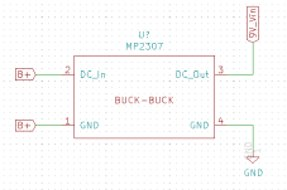 9V_Vin
U?
MP2307
B+
2
DC_In
DC_Out
3
BUCK-BUCK
B+
1
GND
GND
4
GND